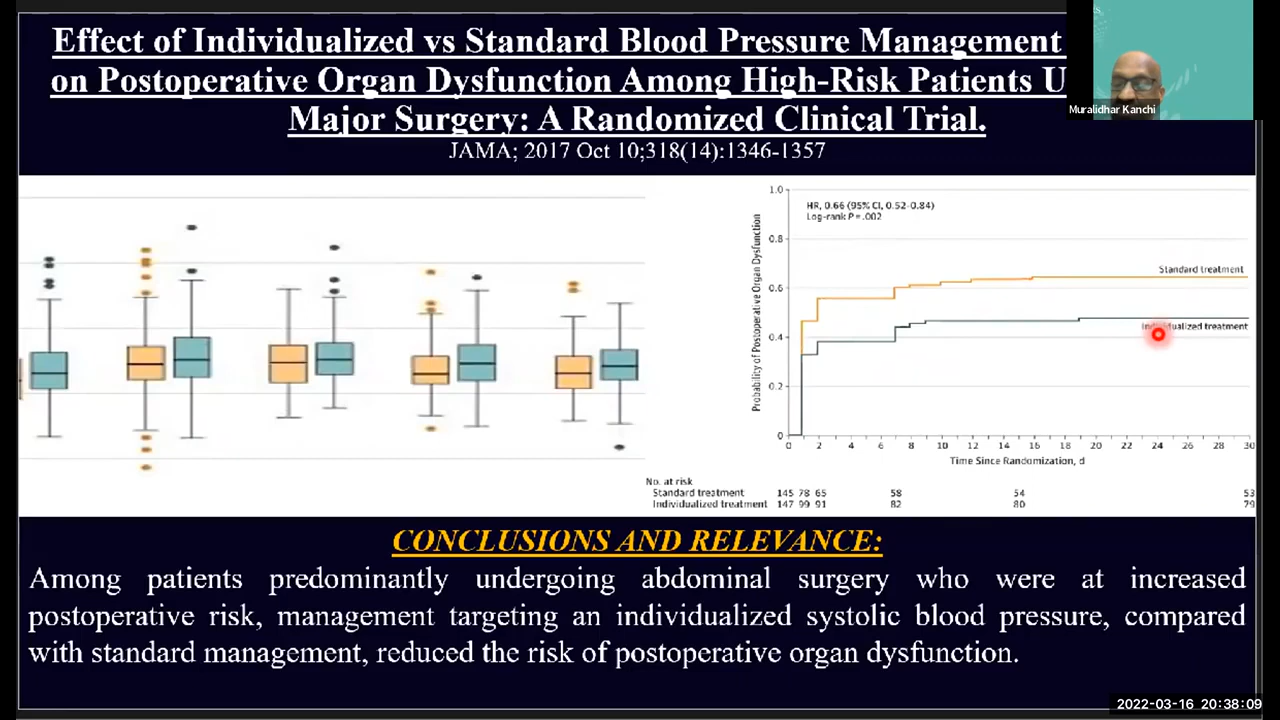 Effect of Individualized vs Standard Blood Pressure Management
on Postoperative Organ Dysfunction Among High-Risk Patients U
Major Surgery: A Randomized Clinical Trial.
JAMA; 2017 Oct 10;318(14):1346-1357
Muralidhar Kanchi
HR, 0.66 (95% CI, 0.52-0.84)
Log-rank P = .002
Probability of Postoperative Organ Dysfunction
1.0
0.8
0.6
0.4
0.2
0
Standard treatment
Individualized treatment
0 2 4 6 8 10 12 14 16 18 20 22 24 26 28 30
Time Since Randomization, d
No. at risk
Standard treatment 145 78 65 58 54 53
Individualized treatment 147 99 91 82 80 79
CONCLUSIONS AND RELEVANCE:
Among patients predominantly undergoing abdominal surgery who were at increased
postoperative risk, management targeting an individualized systolic blood pressure, compared
with standard management, reduced the risk of postoperative organ dysfunction.
2022-03-16 20:38:09